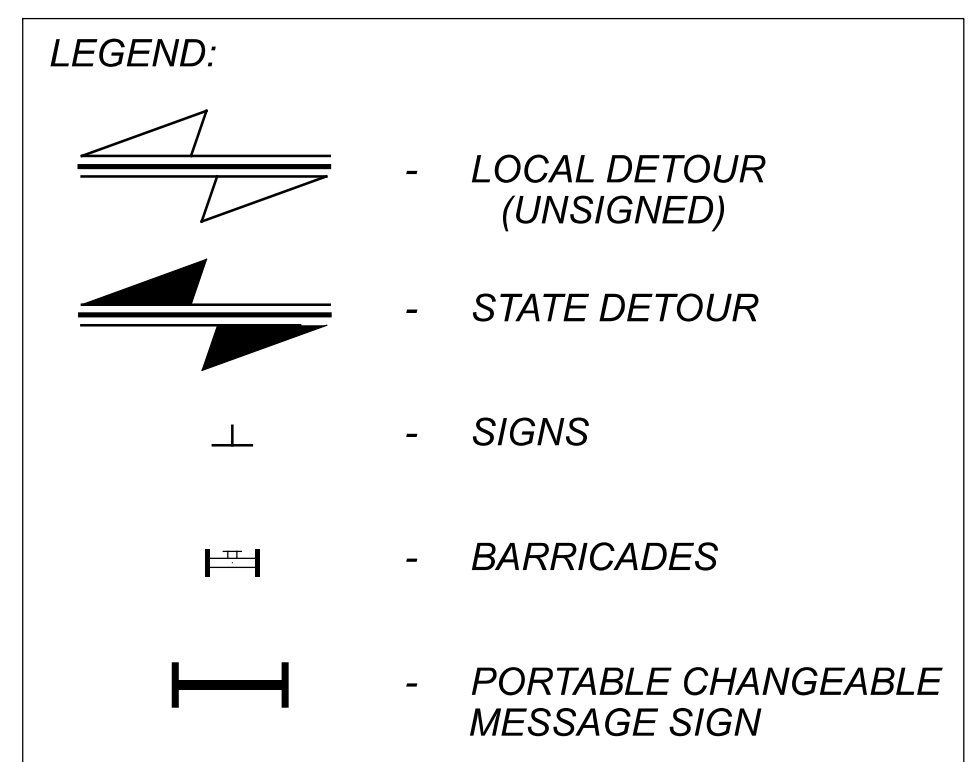 LEGEND:
- LOCAL DETOUR
(UNSIGNED)
- STATE DETOUR
- SIGNS
- BARRICADES
- PORTABLE CHANGEABLE
MESSAGE SIGN